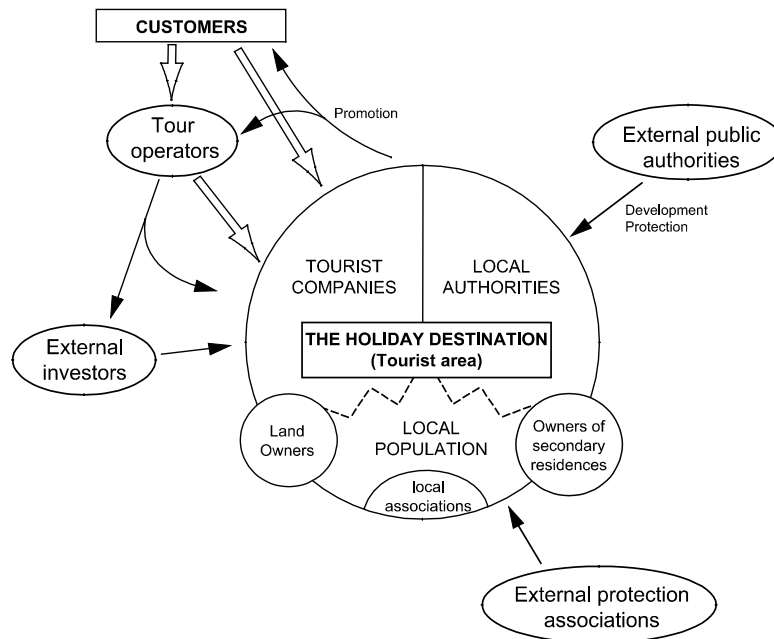 CUSTOMERS
Promotion
Tour
operators
External public
authorities
Development
Protection
TOURIST
COMPANIES
LOCAL
AUTHORITIES
THE HOLIDAY DESTINATION
(Tourist area)
External
investors
Land
Owners
LOCAL
POPULATION
Owners of
secondary
residences
local
associations
External protection
associations